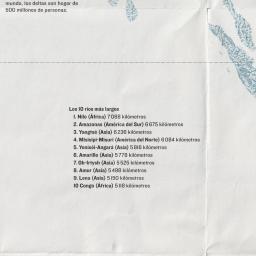 mundo, los deltas son hogar de
500 millones de personas.
Los 10 ríos más largos
1. Nilo (África) 7 088 kilómetros
2. Amazonas (América del Sur) 6 675 kilómetros
3. Yangtsé (Asia) 6 236 kilómetros
4. Misisipi-Misuri (América del Norte) 6 084 kilómetros
5. Yeniséi-Angará (Asia) 5 816 kilómetros
6. Amarillo (Asia) 5 778 kilómetros
7. Ob-Irtysh (Asia) 5 525 kilómetros
8. Amur (Asia) 5 498 kilómetros
9. Lena (Asia) 5 190 kilómetros
10 Congo (África) 5 118 kilómetros